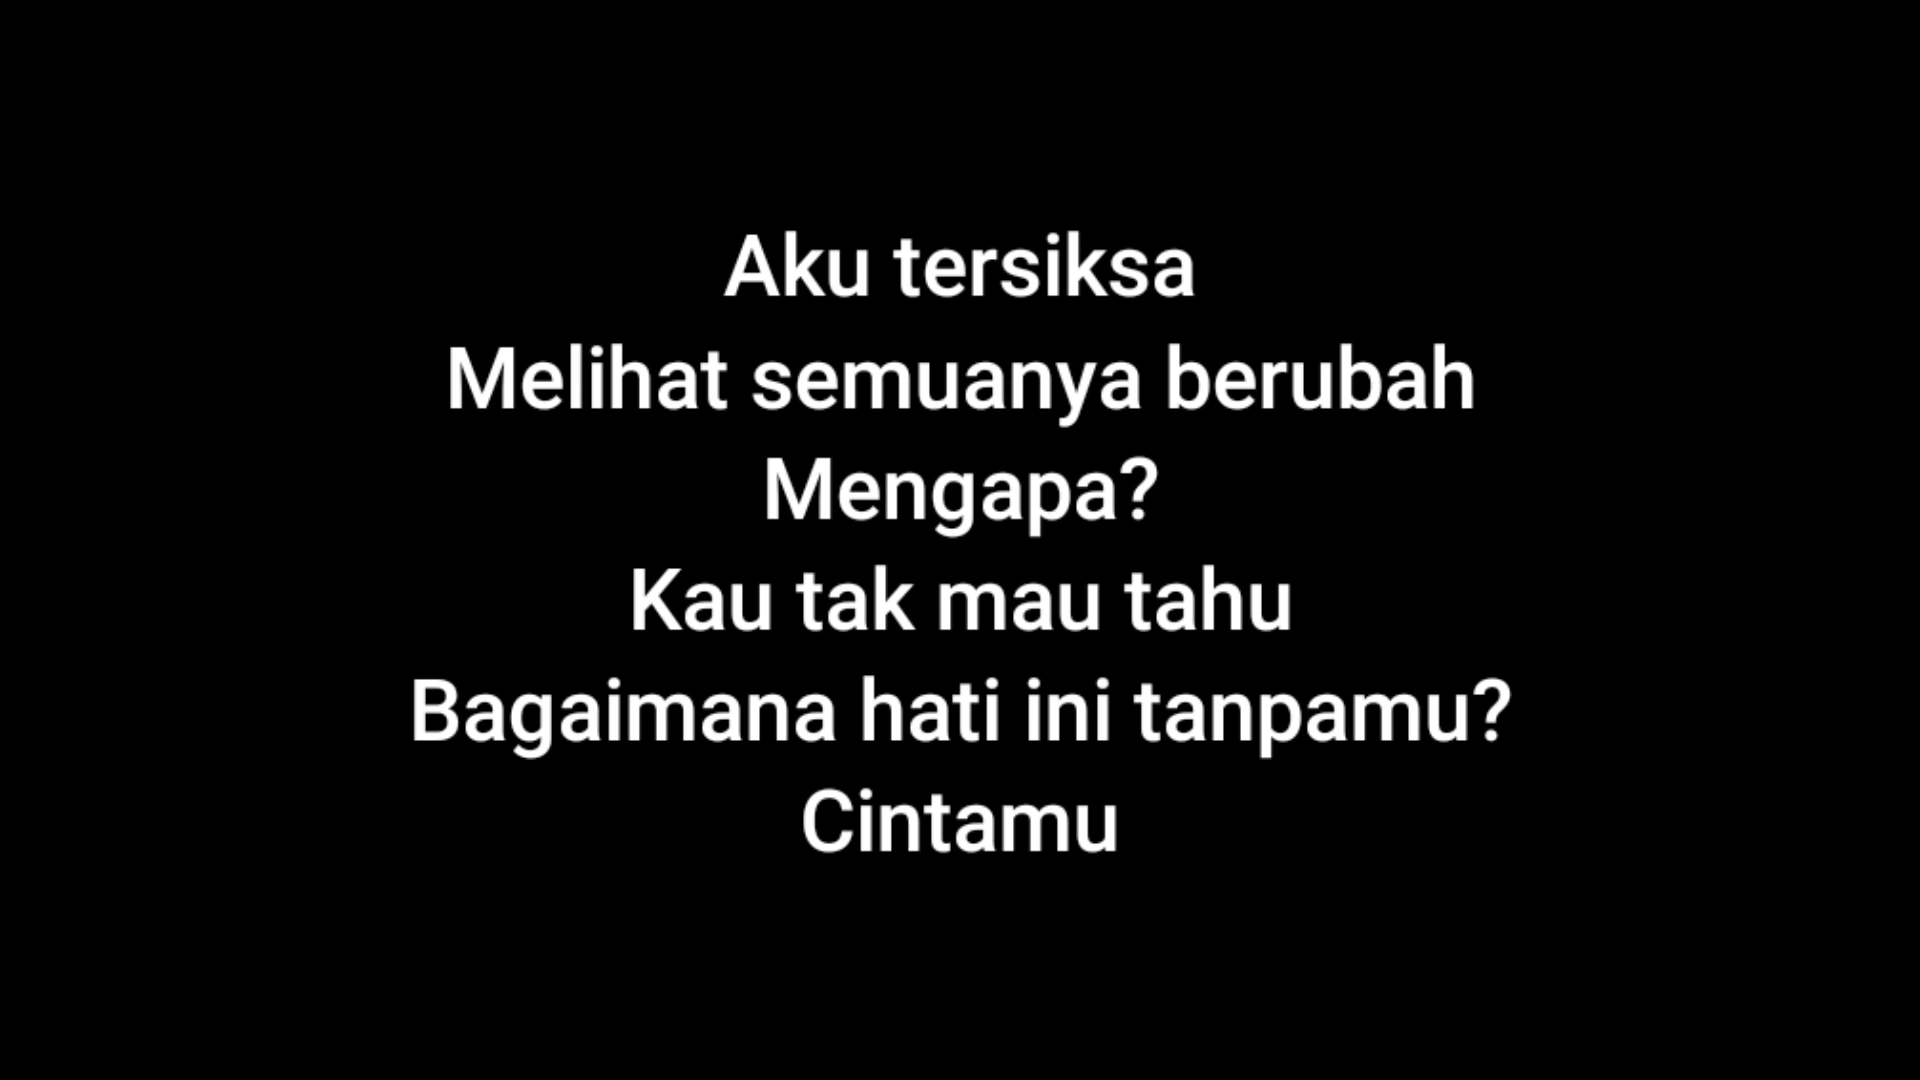 Aku tersiksa
Melihat semuanya berubah
Mengapa?
Kau tak mau tahu
Bagaimana hati ini tanpamu?
Cintamu